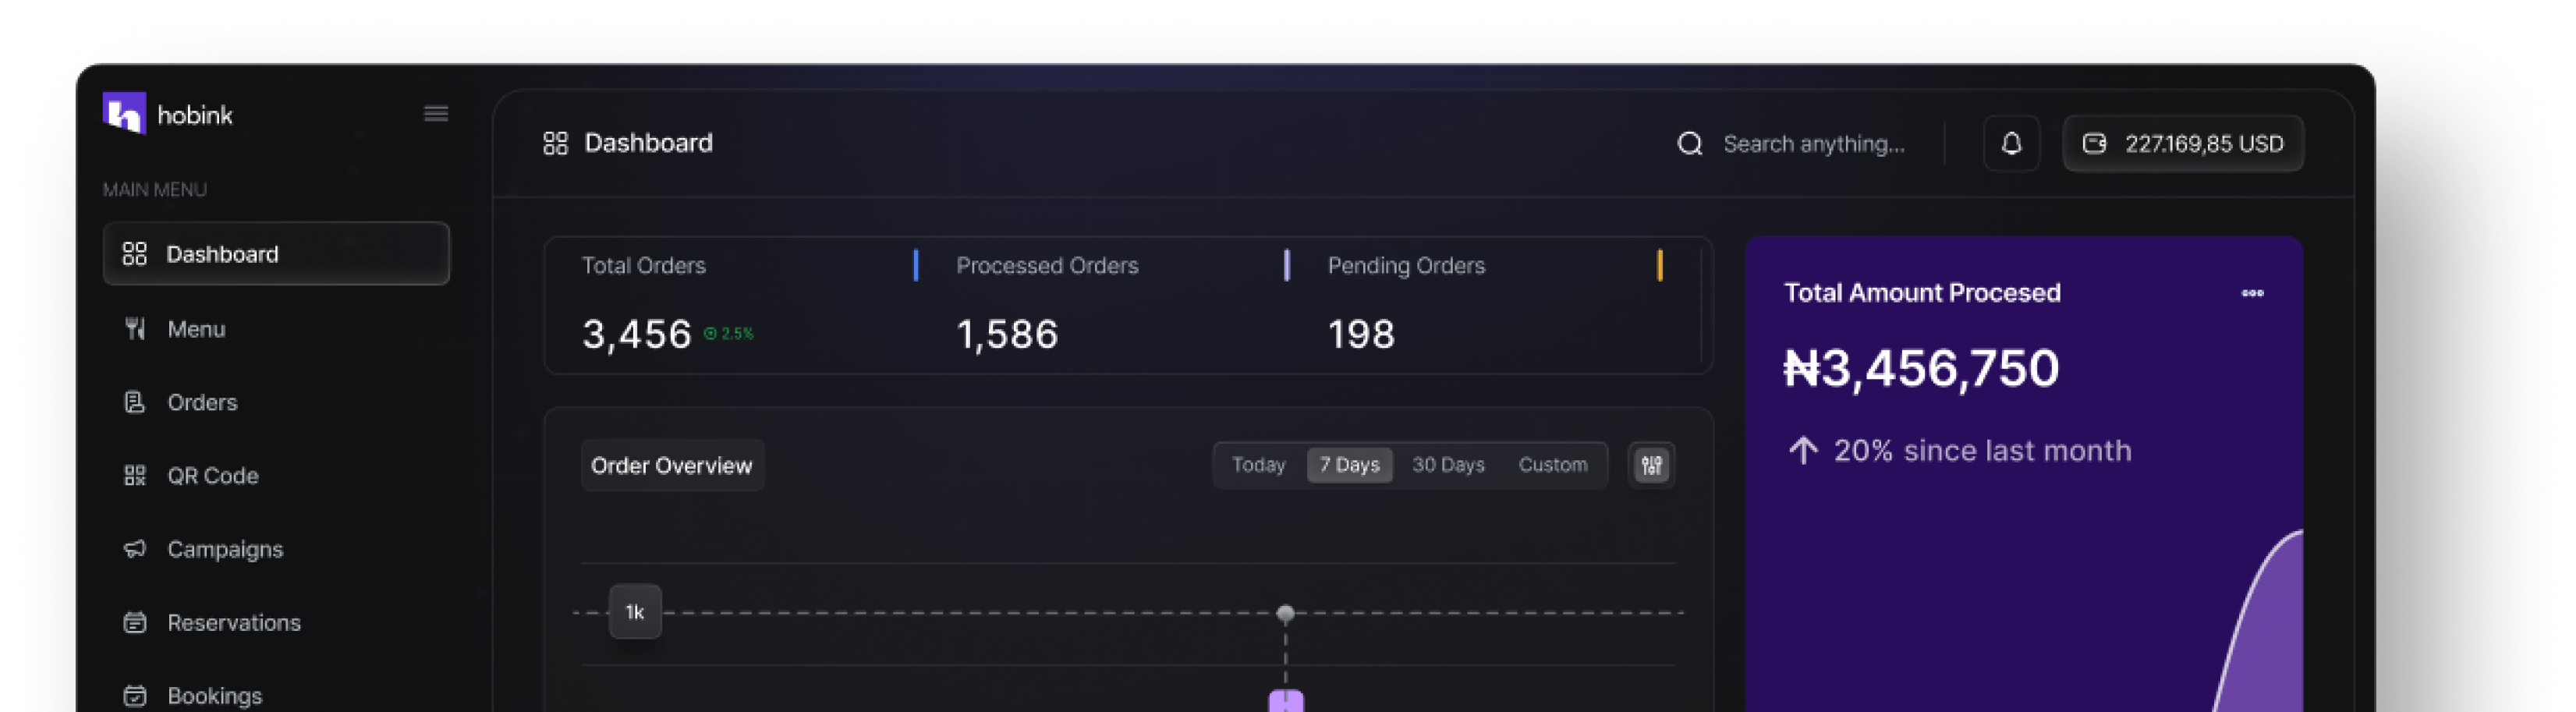 hobink
MAIN MENU
Dashboard
Menu
Orders
QR Code
Campaigns
Reservations
Bookings
Dashboard
Search anything...
227.169,85 USD
Total Orders
3,456 2.5%
Processed Orders
1,586
Pending Orders
198
Order Overview
Today 7 Days 30 Days Custom
1k
Total Amount Procesed
₦3,456,750
20% since last month